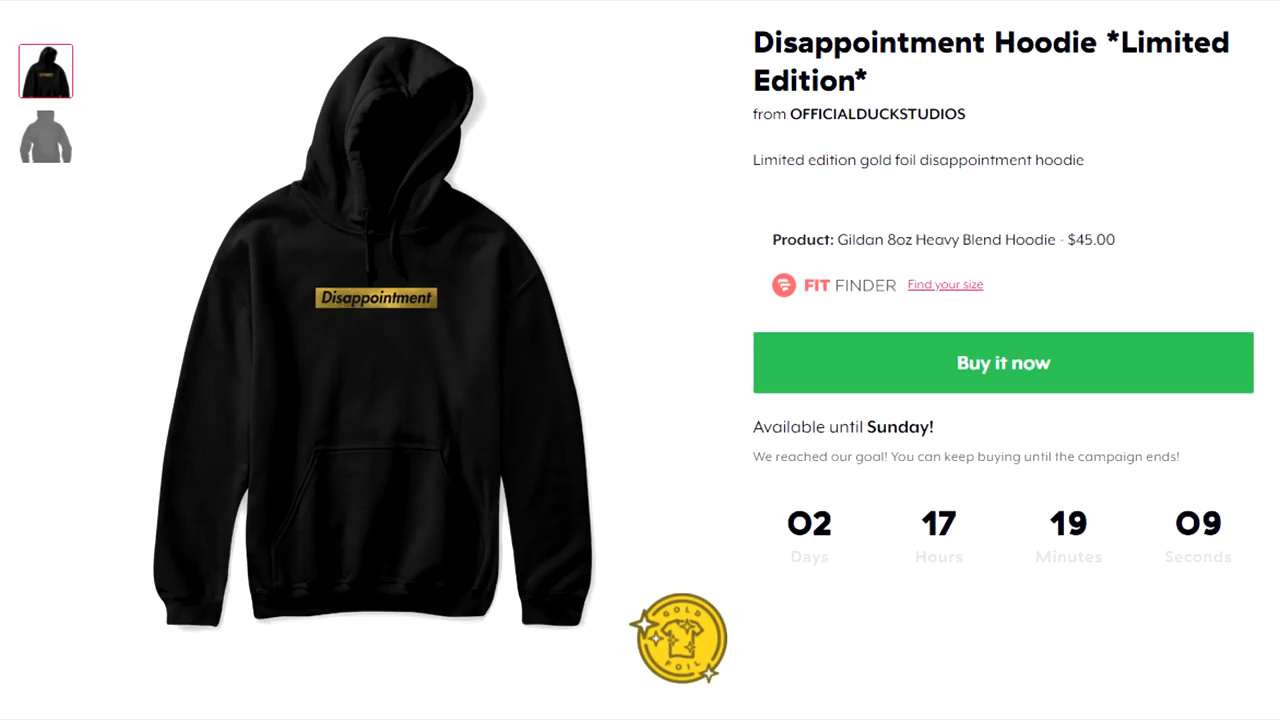 Disappointment Hoodie *Limited
Edition*
from OFFICIALDUCKSTUDIOS
Limited edition gold foil disappointment hoodie
Product: Gildan 8oz Heavy Blend Hoodie - $45.00
FIT FINDER Find your size
Disappointment
Buy it now
Available until Sunday!
We reached our goal! You can keep buying until the campaign ends!
02 17 19 09
Days Hours Minutes Seconds
GOLD
FOIL